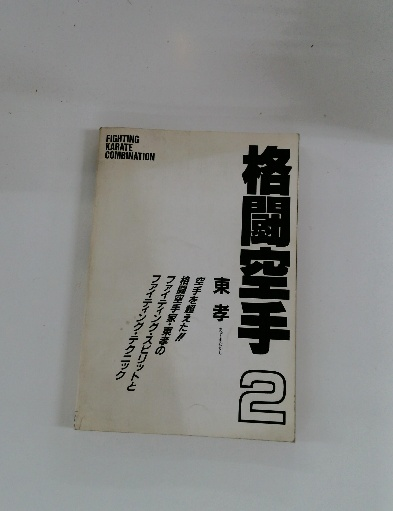 FIGHTING
KARATE
COMBINATION
格闘空手
2
東孝
空手を超えた!!
格闘空手家・東孝の
ファイティング・スピリットと
ファイティング・テクニック